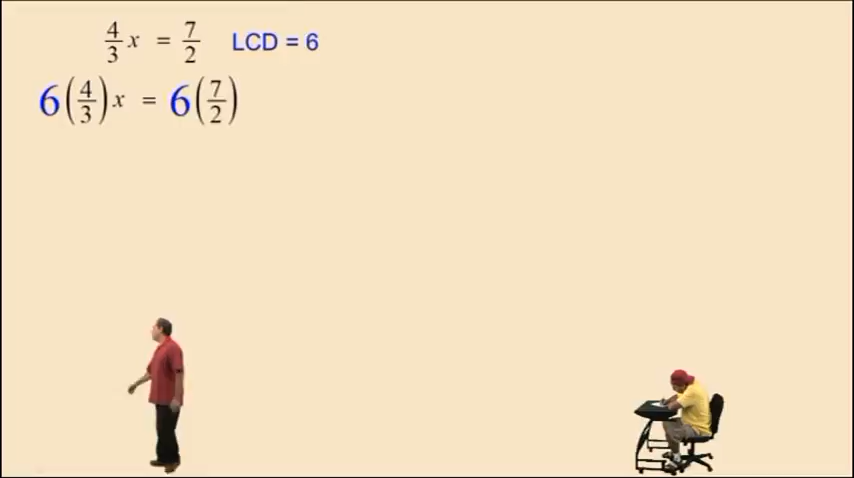 4/3 x = 7/2 LCD = 6
6(4/3)x = 6(7/2)